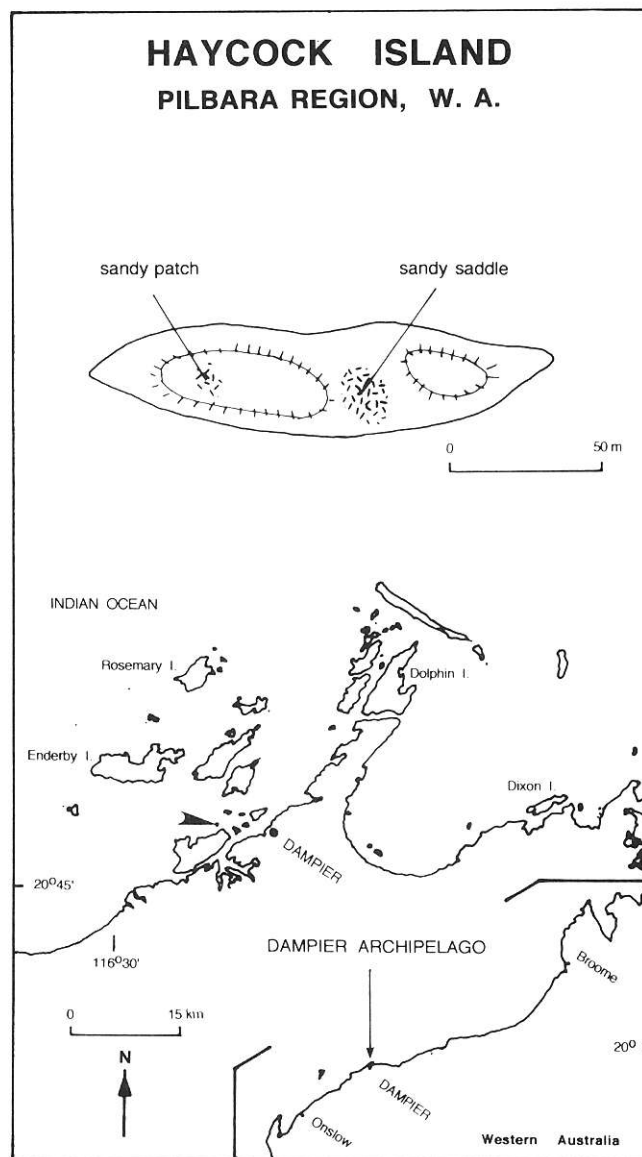 HAYCOCK ISLAND
PILBARA REGION, W. A.
sandy patch
sandy saddle
0 50 m
INDIAN OCEAN
Rosemary I.
Dolphin I.
Enderby I.
Dixon I.
DAMPIER
20°45'
116°30'
DAMPIER ARCHIPELAGO
Broome
0 15 km
20°
N
DAMPIER
Onslow
Western Australia